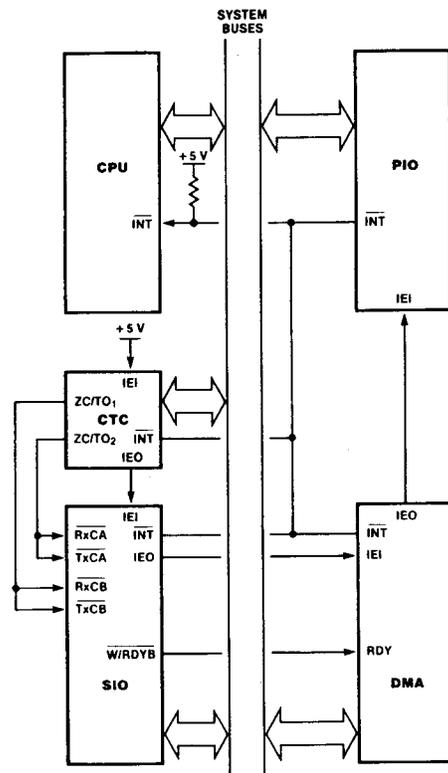 SYSTEM
BUSES
CPU
+5 V
INT
PIO
INT
IEI
+5 V
IEI
ZC/TO₁
CTC
ZC/TO₂
INT
IEO
IEI
RxCA
INT
TxCA
IEO
RxCB
TxCB
W/RDYB
SIO
IEO
INT
IEI
RDY
DMA